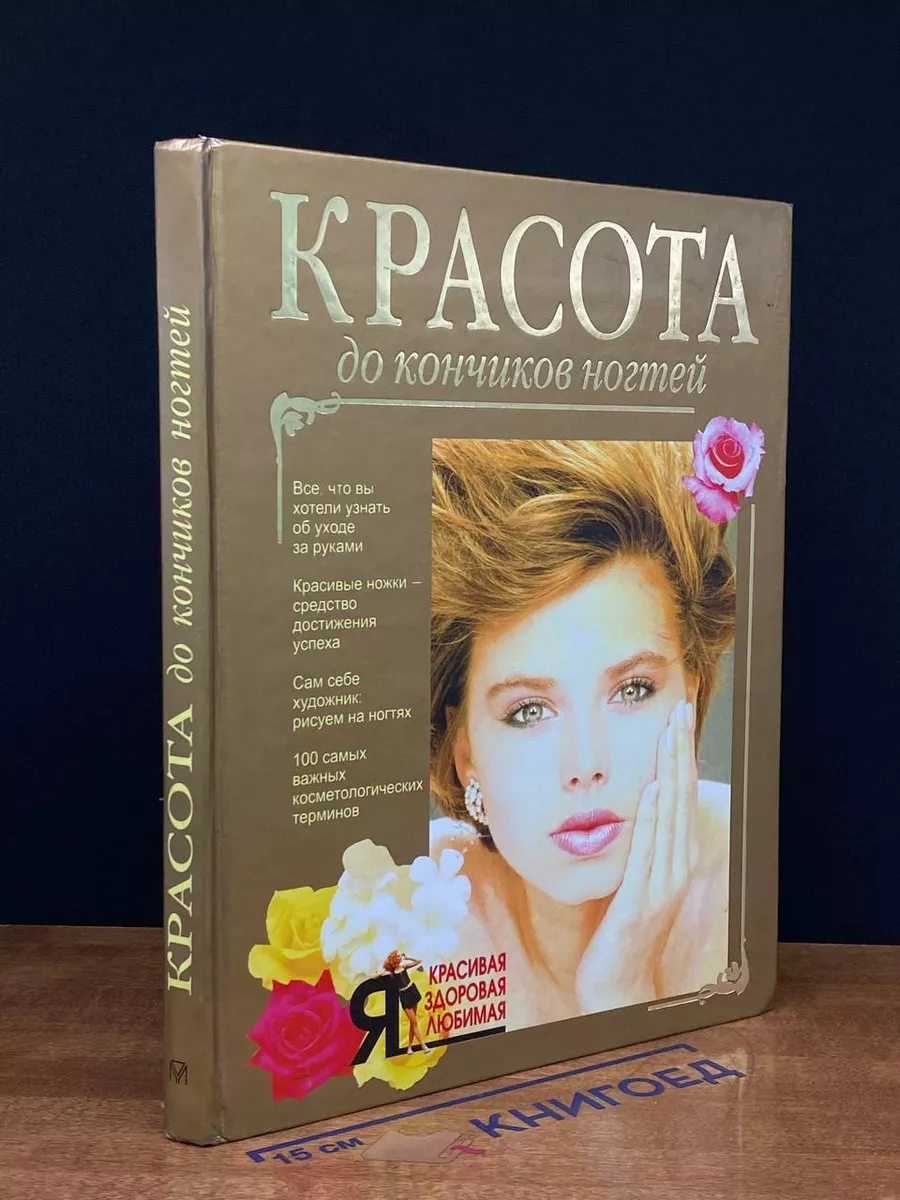 КРАСОТА
до кончиков ногтей
Все, что вы
хотели узнать
об уходе
за руками
Красивые ножки –
средство
достижения
успеха
Сам себе
художник:
рисуем на ногтях
100 самых
важных
косметологических
терминов
Я
КРАСИВАЯ
ЗДОРОВАЯ
ЛЮБИМАЯ
КРАСОТА до кончиков ногтей
15 см
КНИГОЕД